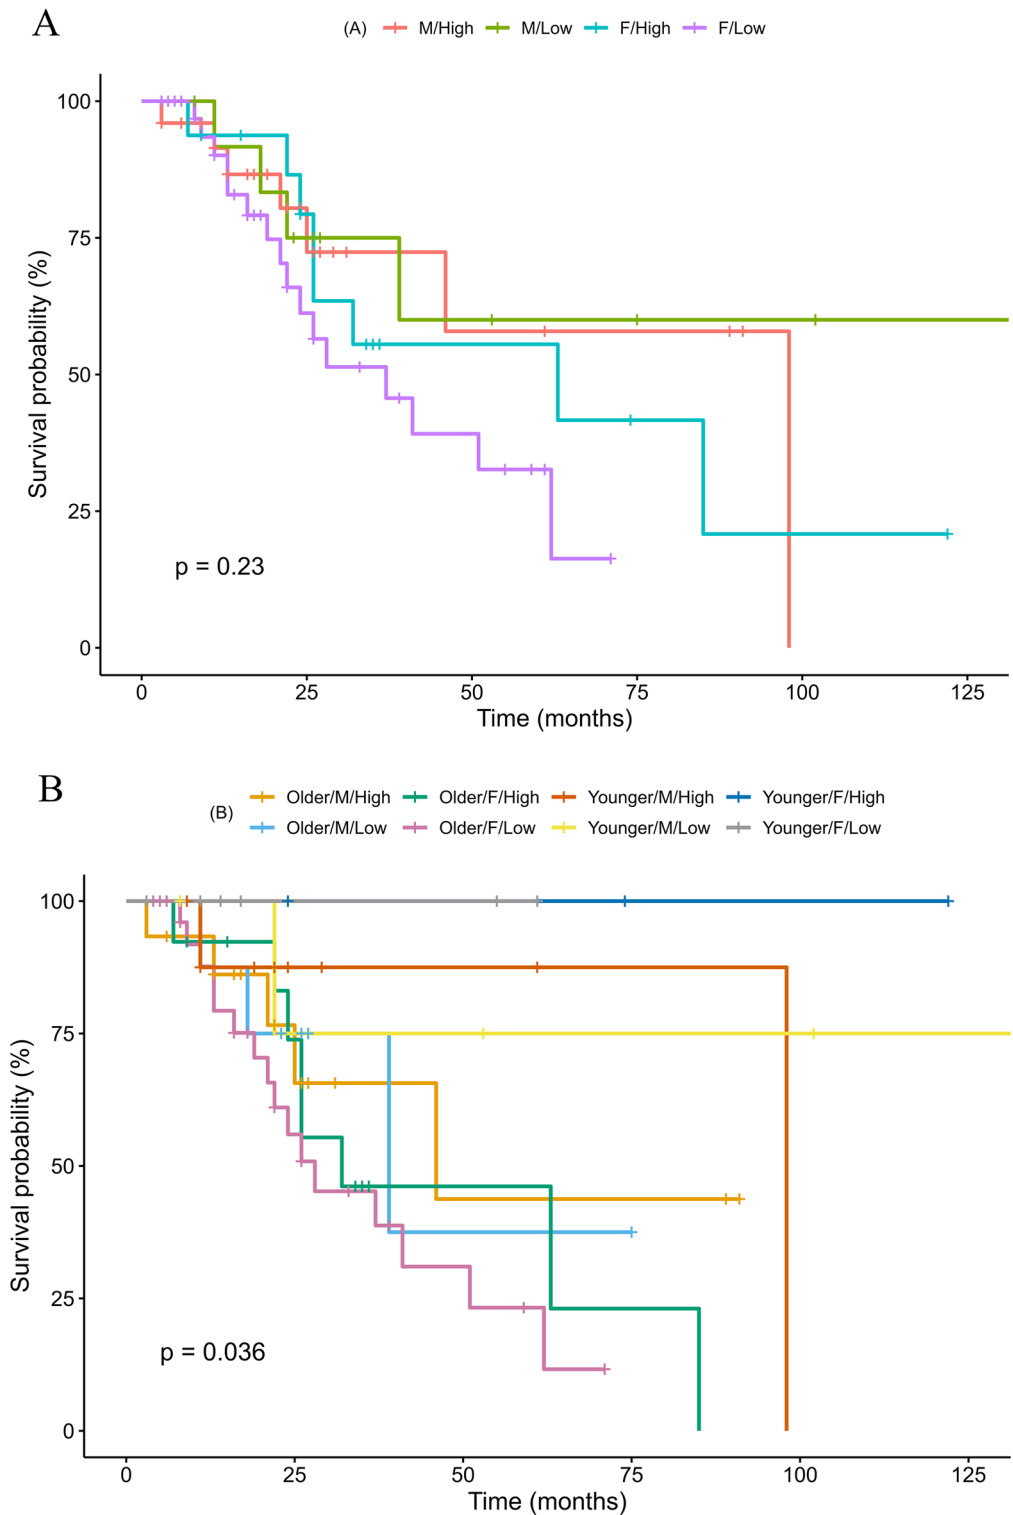 A
(A) M/High M/Low F/High F/Low
100
75
50
25
0
Survival probability (%)
p = 0.23
0 25 50 75 100 125
Time (months)
B
(B)
Older/M/High Older/F/High Younger/M/High Younger/F/High
Older/M/Low Older/F/Low Younger/M/Low Younger/F/Low
100
75
50
25
0
Survival probability (%)
p = 0.036
0 25 50 75 100 125
Time (months)